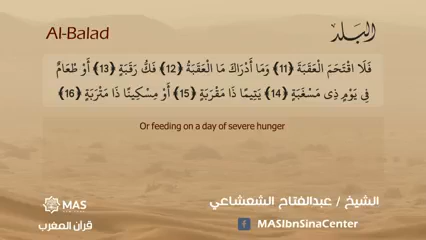 Al-Balad
البلد
فَلَا اقْتَحَمَ الْعَقَبَةَ ﴿11﴾ وَمَا أَدْرَاكَ مَا الْعَقَبَةُ ﴿12﴾ فَكُّ رَقَبَةٍ ﴿13﴾ أَوْ طَعَامٌ
فِي يَوْمٍ ذِي مَسْغَبَةٍ ﴿14﴾ يَتِيمًا ذَا مَقْرَبَةٍ ﴿15﴾ أَوْ مِسْكِينًا ذَا مَتْرَبَةٍ ﴿16﴾
Or feeding on a day of severe hunger
الشيخ / عبدالفتاح الشعشاعي
MASIbnSinaCenter
MAS
قرآن المغرب